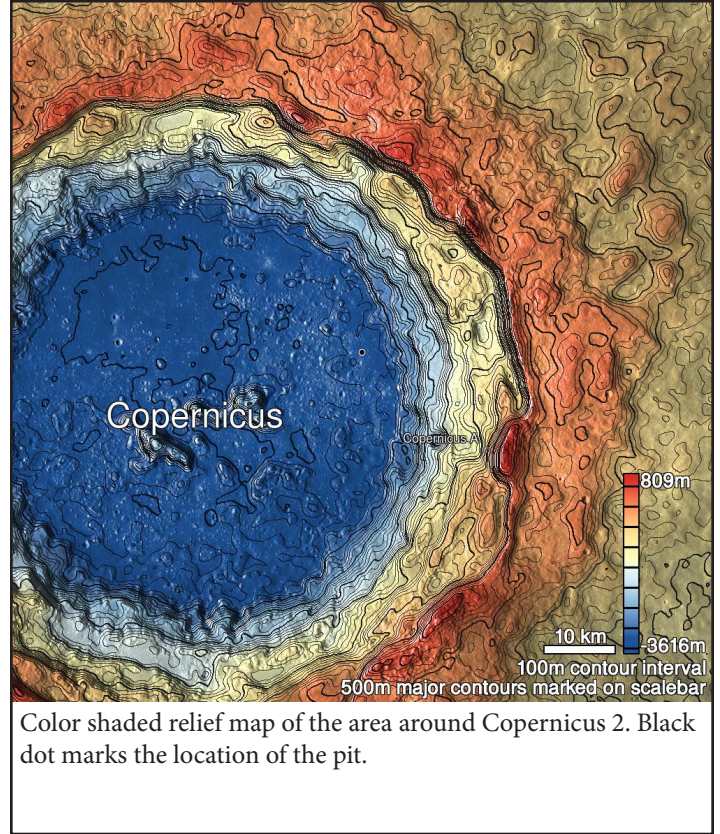 Copernicus
Copernicus A
809m
-3616m
10 km
100m contour interval
500m major contours marked on scalebar
Color shaded relief map of the area around Copernicus 2. Black
dot marks the location of the pit.